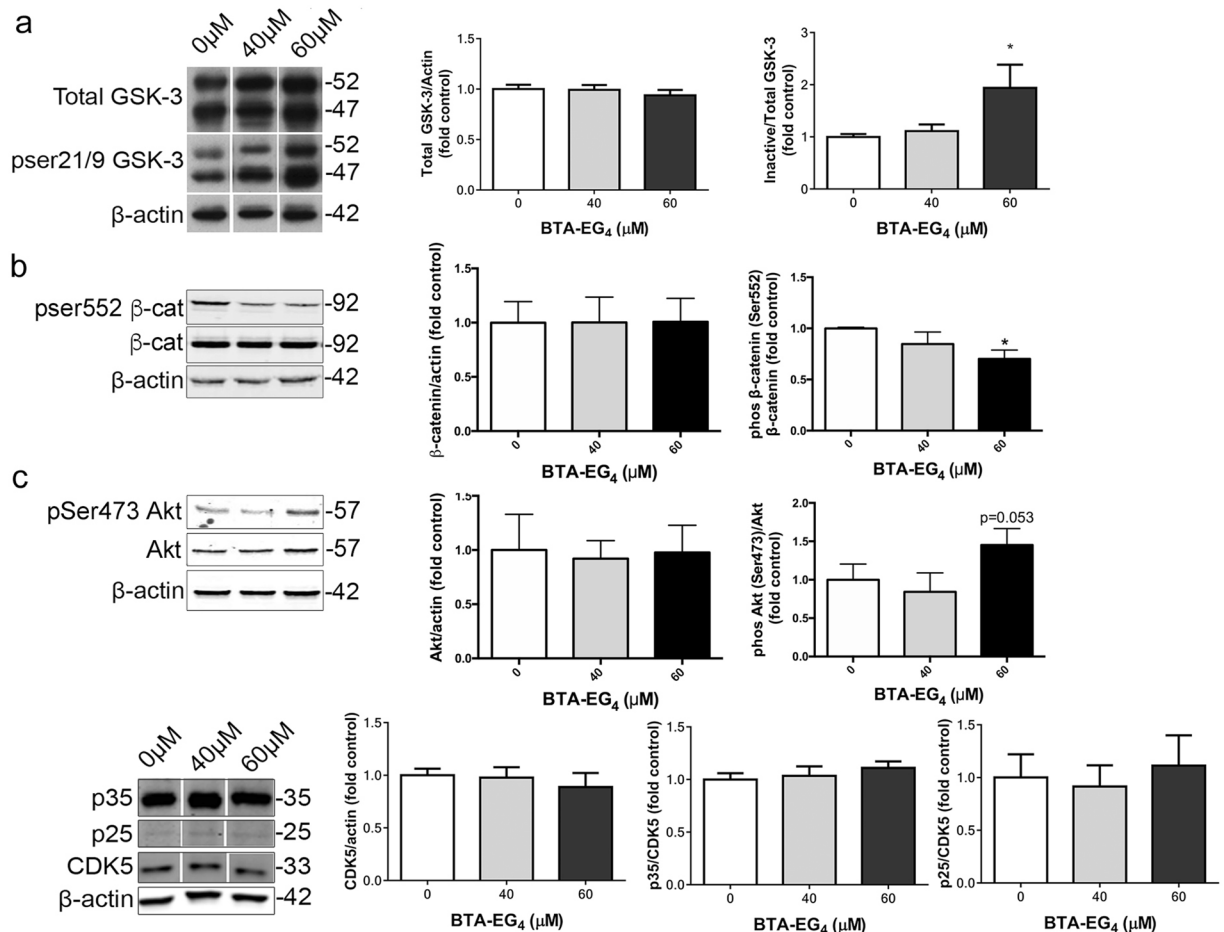 a
0µM 40µM 60µM
Total GSK-3
-52
-47
pser21/9 GSK-3
-52
-47
β-actin
-42
Total GSK-3/Actin
(fold control)
1.5
1.0
0.5
0.0
0 40 60
BTA-EG4 (µM)
Inactive/Total GSK-3
(fold control)
3
2
1
0
*
0 40 60
BTA-EG4 (µM)
b
pser552 β-cat
-92
β-cat
-92
β-actin
-42
β-catenin/actin (fold control)
1.5
1.0
0.5
0.0
0 40 60
BTA-EG4 (µM)
phos β-catenin (Ser552)
β-catenin (fold control)
1.5
1.0
0.5
0.0
*
0 40 60
BTA-EG4 (µM)
c
pSer473 Akt
-57
Akt
-57
β-actin
-42
Akt/actin (fold control)
1.5
1.0
0.5
0.0
0 40 60
BTA-EG4 (µM)
phos Akt (Ser473)/Akt
(fold control)
2.0
1.5
1.0
0.5
0.0
p=0.053
0 40 60
BTA-EG4 (µM)
0µM 40µM 60µM
p35
-35
p25
-25
CDK5
-33
β-actin
-42
CDK5/actin (fold control)
1.5
1.0
0.5
0.0
0 40 60
BTA-EG4 (µM)
p35/CDK5 (fold control)
1.5
1.0
0.5
0.0
0 40 60
BTA-EG4 (µM)
p25/CDK5 (fold control)
1.5
1.0
0.5
0.0
0 40 60
BTA-EG4 (µM)